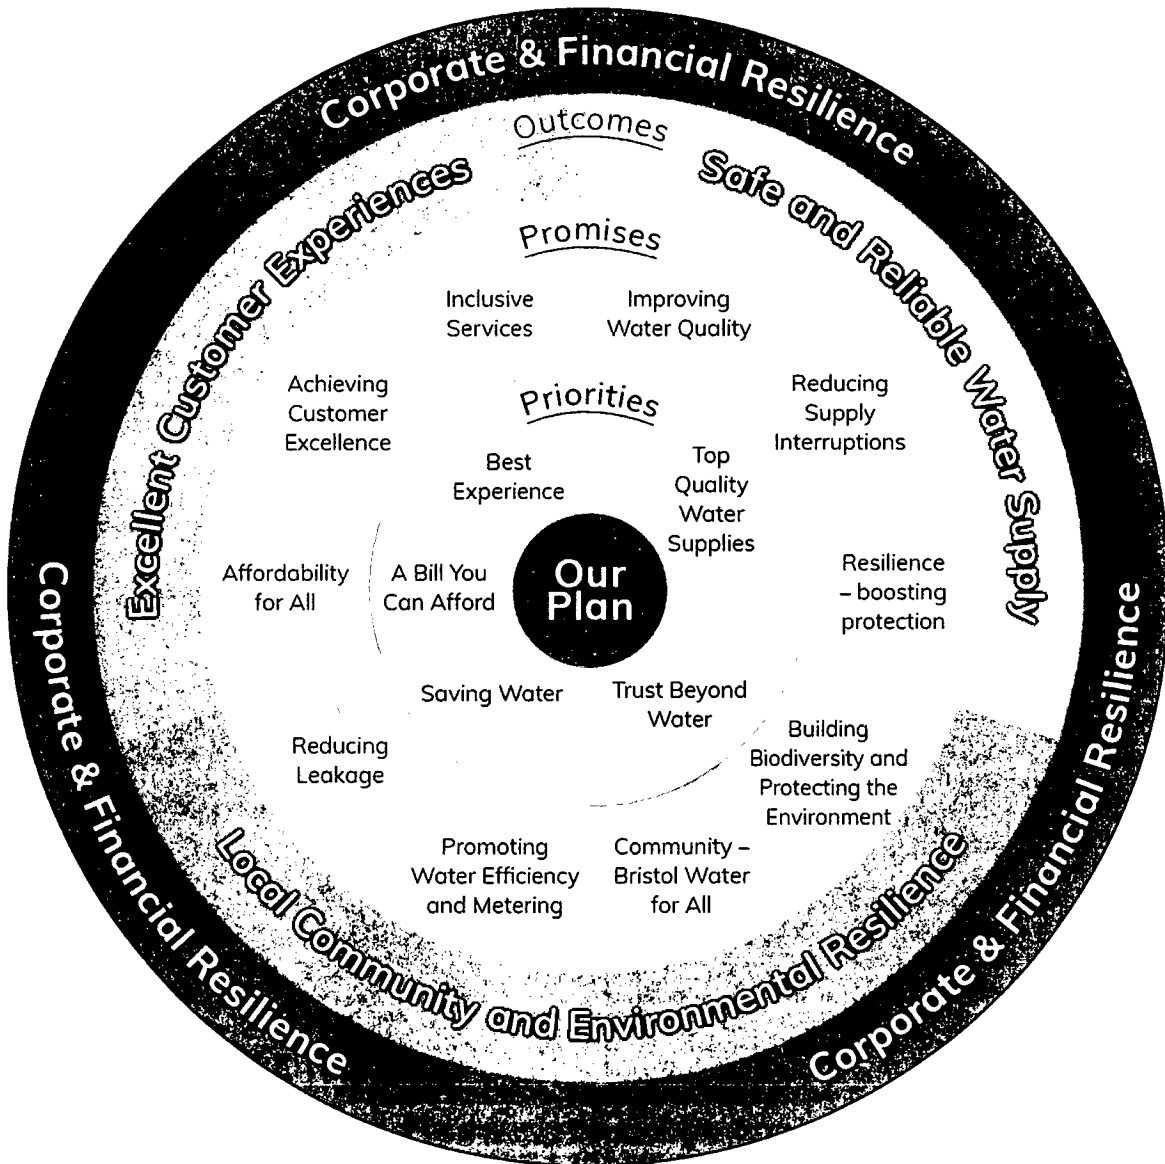 Corporate & Financial Resilience
Outcomes
Excellent Customer Experiences
Safe and Reliable Water Supply
Promises
Inclusive
Services
Improving
Water Quality
Achieving
Customer
Excellence
Priorities
Reducing
Supply
Interruptions
Best
Experience
Top
Quality
Water
Supplies
Affordability
for All
A Bill You
Can Afford
Our
Plan
Resilience
– boosting
protection
Saving Water
Trust Beyond
Water
Reducing
Leakage
Building
Biodiversity and
Protecting the
Environment
Promoting
Water Efficiency
and Metering
Community –
Bristol Water
for All
Local Community and Environmental Resilience
Corporate & Financial Resilience
Corporate & Financial Resilience